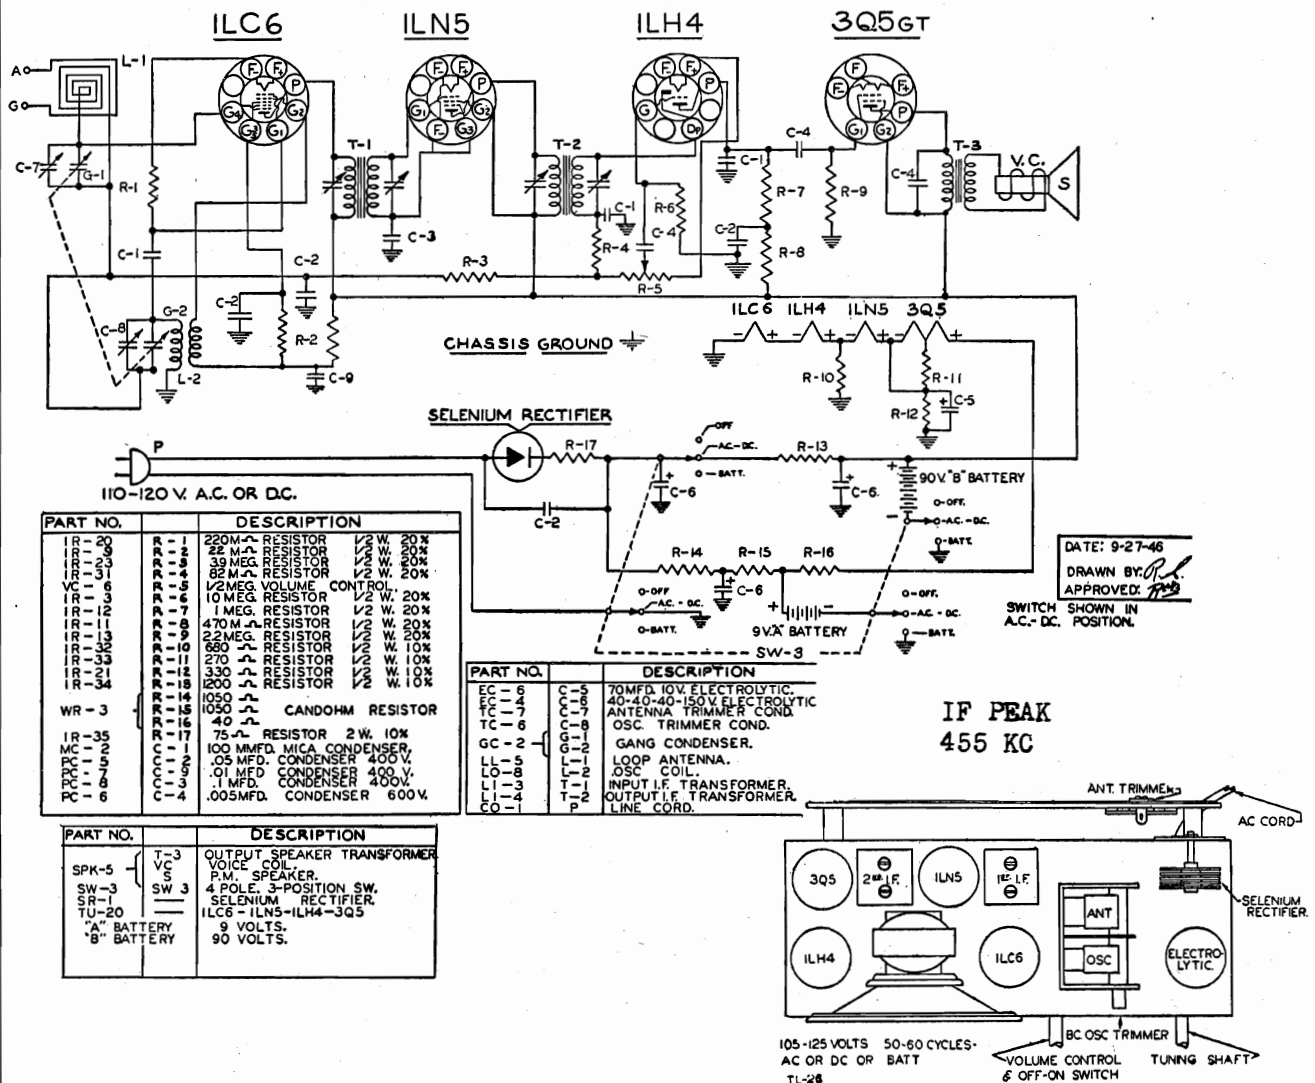 1LC6 1LN5 1LH4 3Q5GT
A
G
L-1
F- F+ P G2 G1 G3 G4
F- F+ P G2 G3 F- G1
F- F+ P DP G
F F+ G2 G1 F-
C-7 G-1 R-1
T-1 T-2 T-3
C-4 C-1 C-4 V.C. S
R-7 R-9
C-3 C-1 R-6 C-4 C-2
C-1 R-4 R-8
C-2 R-3 R-5
C-2 G-2 C-8 R-2
L-2 C-9
CHASSIS GROUND
1LC6 1LH4 1LN5 3Q5
- + - + - + - +
R-10 R-11
R-12 + C-5
SELENIUM RECTIFIER
P
R-17
OFF
A.C.-D.C.
BATT.
R-13
+
90V. "B" BATTERY
-
+ C-6
+ C-6.
110-120 V. A.C. OR D.C.
C-2
OFF.
A.C.-D.C.
BATT.
R-14 R-15 R-16
+ C-6
OFF
A.C.-D.C.
BATT.
+ -
9V. "A" BATTERY
OFF.
A.C.-D.C.
BATT.
SW-3
DATE: 9-27-46
DRAWN BY:
APPROVED:
SWITCH SHOWN IN
A.C.-D.C. POSITION.
PART NO. DESCRIPTION
IR-20 R-1 220M Ω RESISTOR 1/2 W. 20%
IR-9 R-2 22 M Ω RESISTOR 1/2 W. 20%
IR-23 R-3 3.9 MEG. RESISTOR 1/2 W. 20%
IR-31 R-4 82M Ω RESISTOR 1/2 W. 20%
VC-6 R-5 1/2 MEG. VOLUME CONTROL.
IR-3 R-6 10 MEG. RESISTOR 1/2 W. 20%
IR-12 R-7 1 MEG. RESISTOR 1/2 W. 20%
IR-11 R-8 470 M Ω RESISTOR 1/2 W. 20%
IR-13 R-9 2.2 MEG. RESISTOR 1/2 W. 20%
IR-32 R-10 680 Ω RESISTOR 1/2 W. 10%
IR-33 R-11 270 Ω RESISTOR 1/2 W. 10%
IR-21 R-12 330 Ω RESISTOR 1/2 W. 10%
IR-34 R-13 1200 Ω RESISTOR 1/2 W. 10%
R-14 1050 Ω
WR-3 R-15 1050 Ω CANDOHM RESISTOR
R-16 40 Ω
IR-35 R-17 75 Ω RESISTOR 2 W. 10%
MC-2 C-1 100 MMFD. MICA CONDENSER.
PC-5 C-2 .05 MFD. CONDENSER 400 V.
PC-7 C-9 .01 MFD CONDENSER 400 V.
PC-8 C-3 .1 MFD. CONDENSER 400V.
PC-6 C-4 .005MFD. CONDENSER 600V.
PART NO. DESCRIPTION
EC-6 C-5 70MFD. 10V. ELECTROLYTIC.
EC-4 C-6 40-40-40-150V. ELECTROLYTIC
TC-7 C-7 ANTENNA TRIMMER COND.
TC-6 C-8 OSC. TRIMMER COND.
GC-2 G-1 G-2 GANG CONDENSER.
LL-5 L-1 LOOP ANTENNA.
LO-8 L-2 OSC. COIL.
LI-3 T-1 INPUT I.F. TRANSFORMER.
LI-4 T-2 OUTPUT I.F. TRANSFORMER.
CO-1 P LINE CORD.
PART NO. DESCRIPTION
T-3 OUTPUT SPEAKER TRANSFORMER
SPK-5 VC VOICE COIL.
S P.M. SPEAKER.
SW-3 SW 3 4 POLE. 3-POSITION SW.
SR-1 SELENIUM RECTIFIER.
TU-20 1LC6-1LN5-1LH4-3Q5
"A" BATTERY 9 VOLTS.
"B" BATTERY 90 VOLTS.
IF PEAK
455 KC
ANT. TRIMMER
AC CORD
3Q5 2ND I.F. 1LN5 1ST I.F.
SELENIUM
RECTIFIER.
ANT
1LH4 1LC6 OSC ELECTRO-
LYTIC.
BC OSC TRIMMER
105-125 VOLTS 50-60 CYCLES-
AC OR DC OR BATT
TL-26
VOLUME CONTROL
& OFF-ON SWITCH
TUNING SHAFT